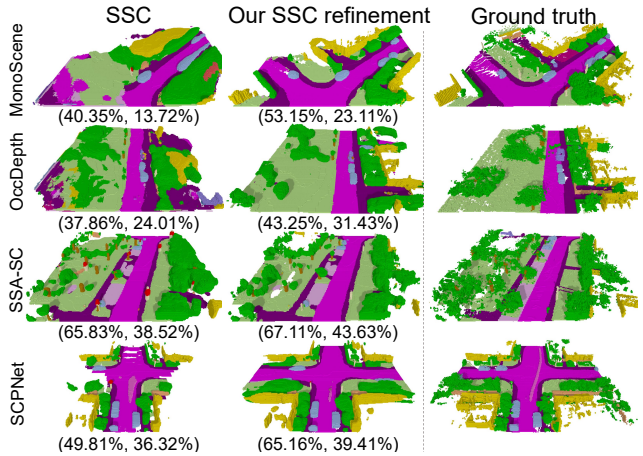 SSC Our SSC refinement Ground truth
MonoScene
(40.35%, 13.72%) (53.15%, 23.11%)
OccDepth
(37.86%, 24.01%) (43.25%, 31.43%)
SSA-SC
(65.83%, 38.52%) (67.11%, 43.63%)
SCPNet
(49.81%, 36.32%) (65.16%, 39.41%)